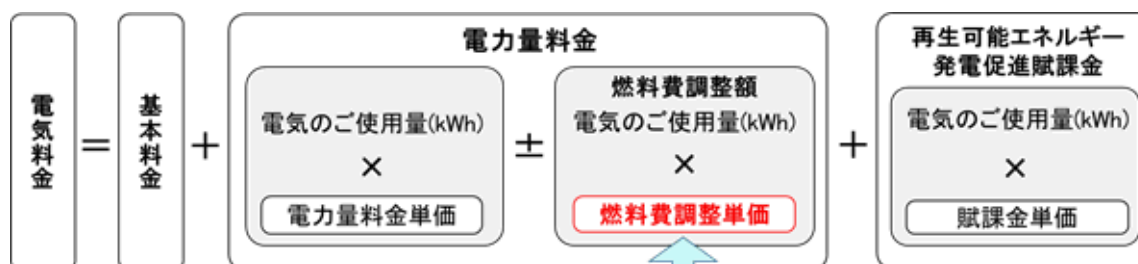 電気料金
=
基本料金
+
電力量料金
電気のご使用量(kWh)
×
電力量料金単価
±
燃料費調整額
電気のご使用量(kWh)
×
燃料費調整単価
+
再生可能エネルギー
発電促進賦課金
電気のご使用量(kWh)
×
賦課金単価